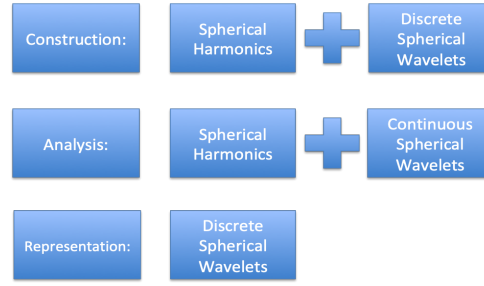 Construction:
Spherical
Harmonics
Discrete
Spherical
Wavelets
Analysis:
Spherical
Harmonics
Continuous
Spherical
Wavelets
Representation:
Discrete
Spherical
Wavelets